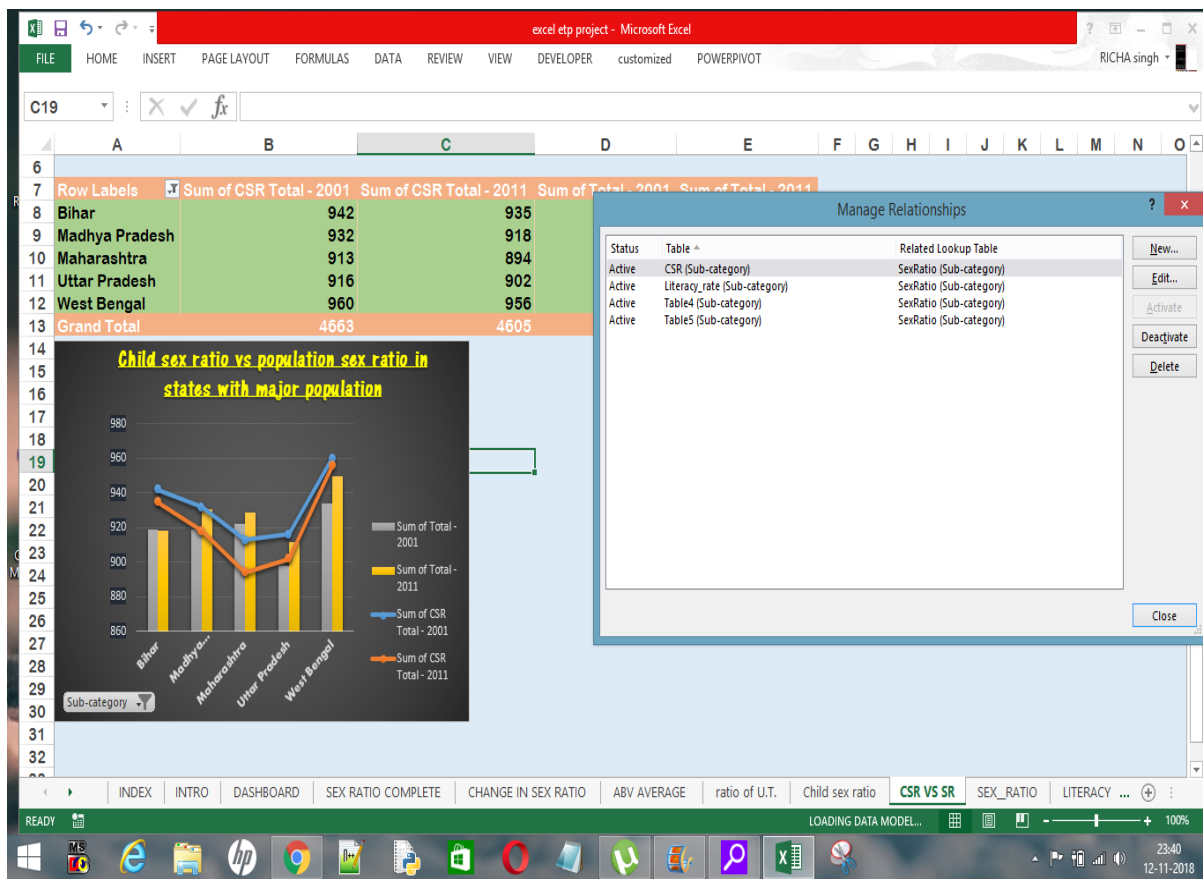 excel etp project - Microsoft Excel
FILE HOME INSERT PAGE LAYOUT FORMULAS DATA REVIEW VIEW DEVELOPER customized POWERPIVOT RICHA singh
C19 fx
A B C D E F G H I J K L M N O
6
7 Row Labels Sum of CSR Total - 2001 Sum of CSR Total - 2011 Sum of Total - 2001 Sum of Total - 2011
8 Bihar 942 935
9 Madhya Pradesh 932 918
10 Maharashtra 913 894
11 Uttar Pradesh 916 902
12 West Bengal 960 956
13 Grand Total 4663 4605
14
15
16
17
18
19
20
21
22
23
24
25
26
27
28
29
30
31
32
Child sex ratio vs population sex ratio in
states with major population
980
960
940
920
900
880
860
Bihar
Madhya...
Maharashtra
Uttar Pradesh
West Bengal
Sum of Total -
2001
Sum of Total -
2011
Sum of CSR
Total - 2001
Sum of CSR
Total - 2011
Sub-category
Manage Relationships ? x
Status Table Related Lookup Table
Active CSR (Sub-category) SexRatio (Sub-category)
Active Literacy_rate (Sub-category) SexRatio (Sub-category)
Active Table4 (Sub-category) SexRatio (Sub-category)
Active Table5 (Sub-category) SexRatio (Sub-category)
New...
Edit...
Activate
Deactivate
Delete
Close
INDEX INTRO DASHBOARD SEX RATIO COMPLETE CHANGE IN SEX RATIO ABV AVERAGE ratio of U.T. Child sex ratio CSR VS SR SEX_RATIO LITERACY ...
READY LOADING DATA MODEL... 100%
MS hp
23:40
12-11-2018